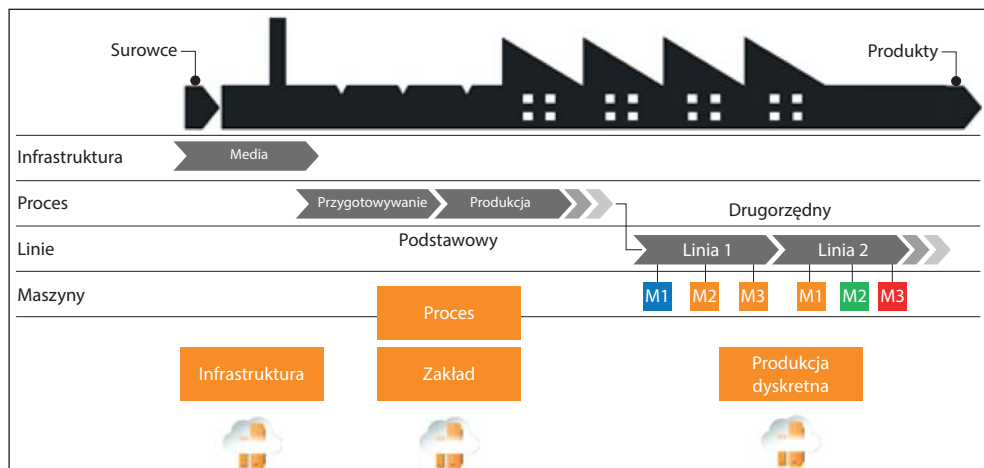 Surowce
Produkty
Infrastruktura
Media
Proces
Przygotowywanie
Produkcja
Drugorzędny
Podstawowy
Linie
Linia 1
Linia 2
Maszyny
M1
M2
M3
M1
M2
M3
Proces
Infrastruktura
Zakład
Produkcja
dyskretna